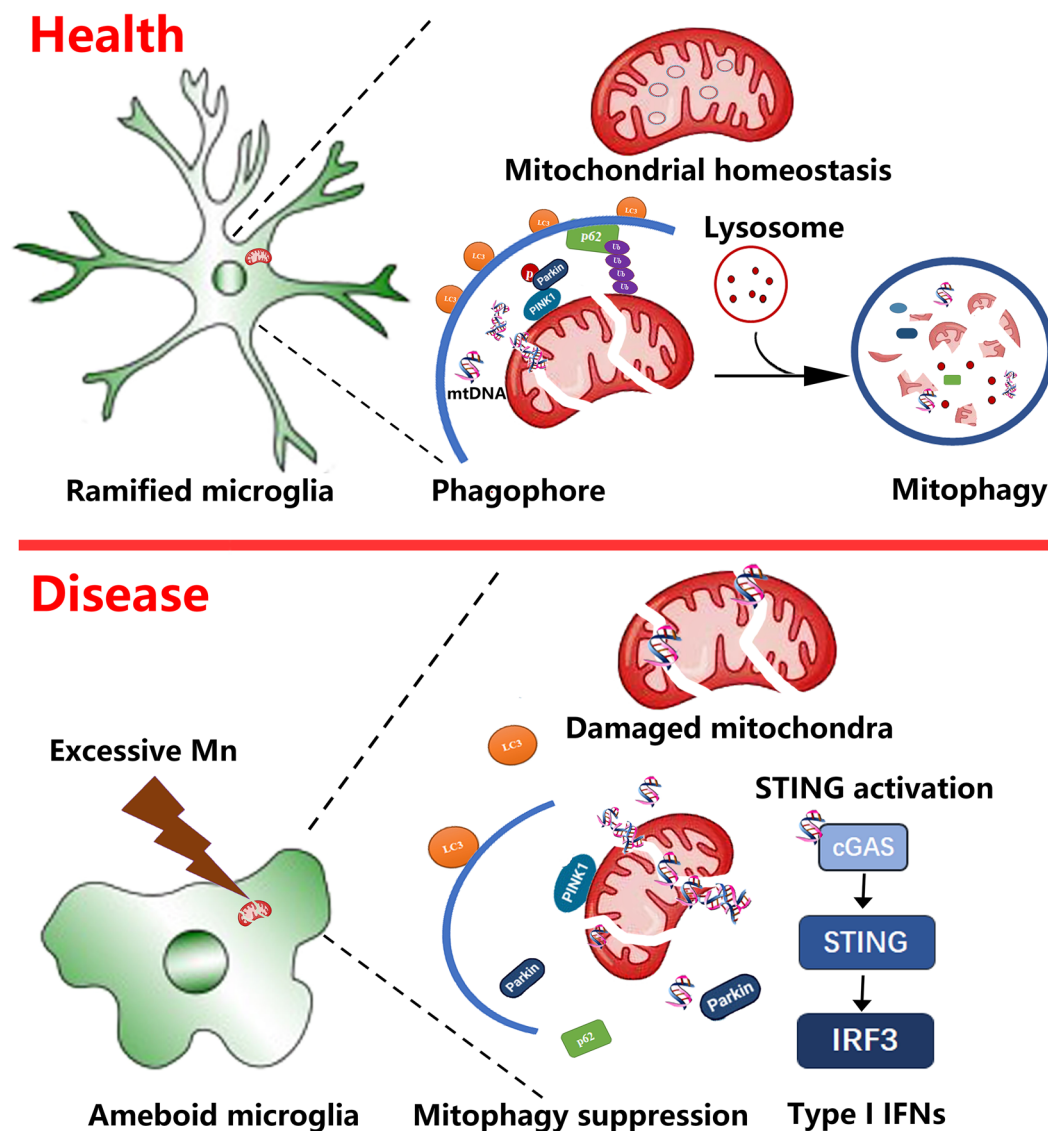 Health
Mitochondrial homeostasis
LC3
LC3
p62
Lysosome
LC3
Ub
Ub
Ub
Ub
p
Parkin
PINK1
LC3
mtDNA
Ramified microglia
Phagophore
Mitophagy
Disease
Damaged mitochondra
Excessive Mn
LC3
STING activation
cGAS
LC3
PINK1
STING
Parkin
Parkin
p62
IRF3
Ameboid microglia
Mitophagy suppression
Type I IFNs